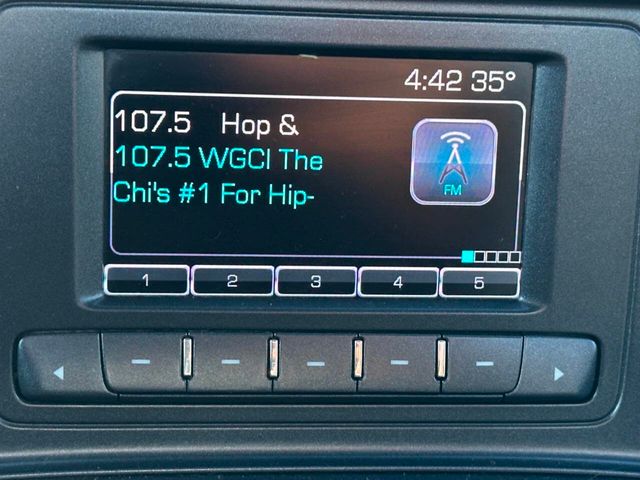 4:42 35°
107.5 Hop &
107.5 WGCI The
Chi's #1 For Hip-
FM
1 2 3 4 5